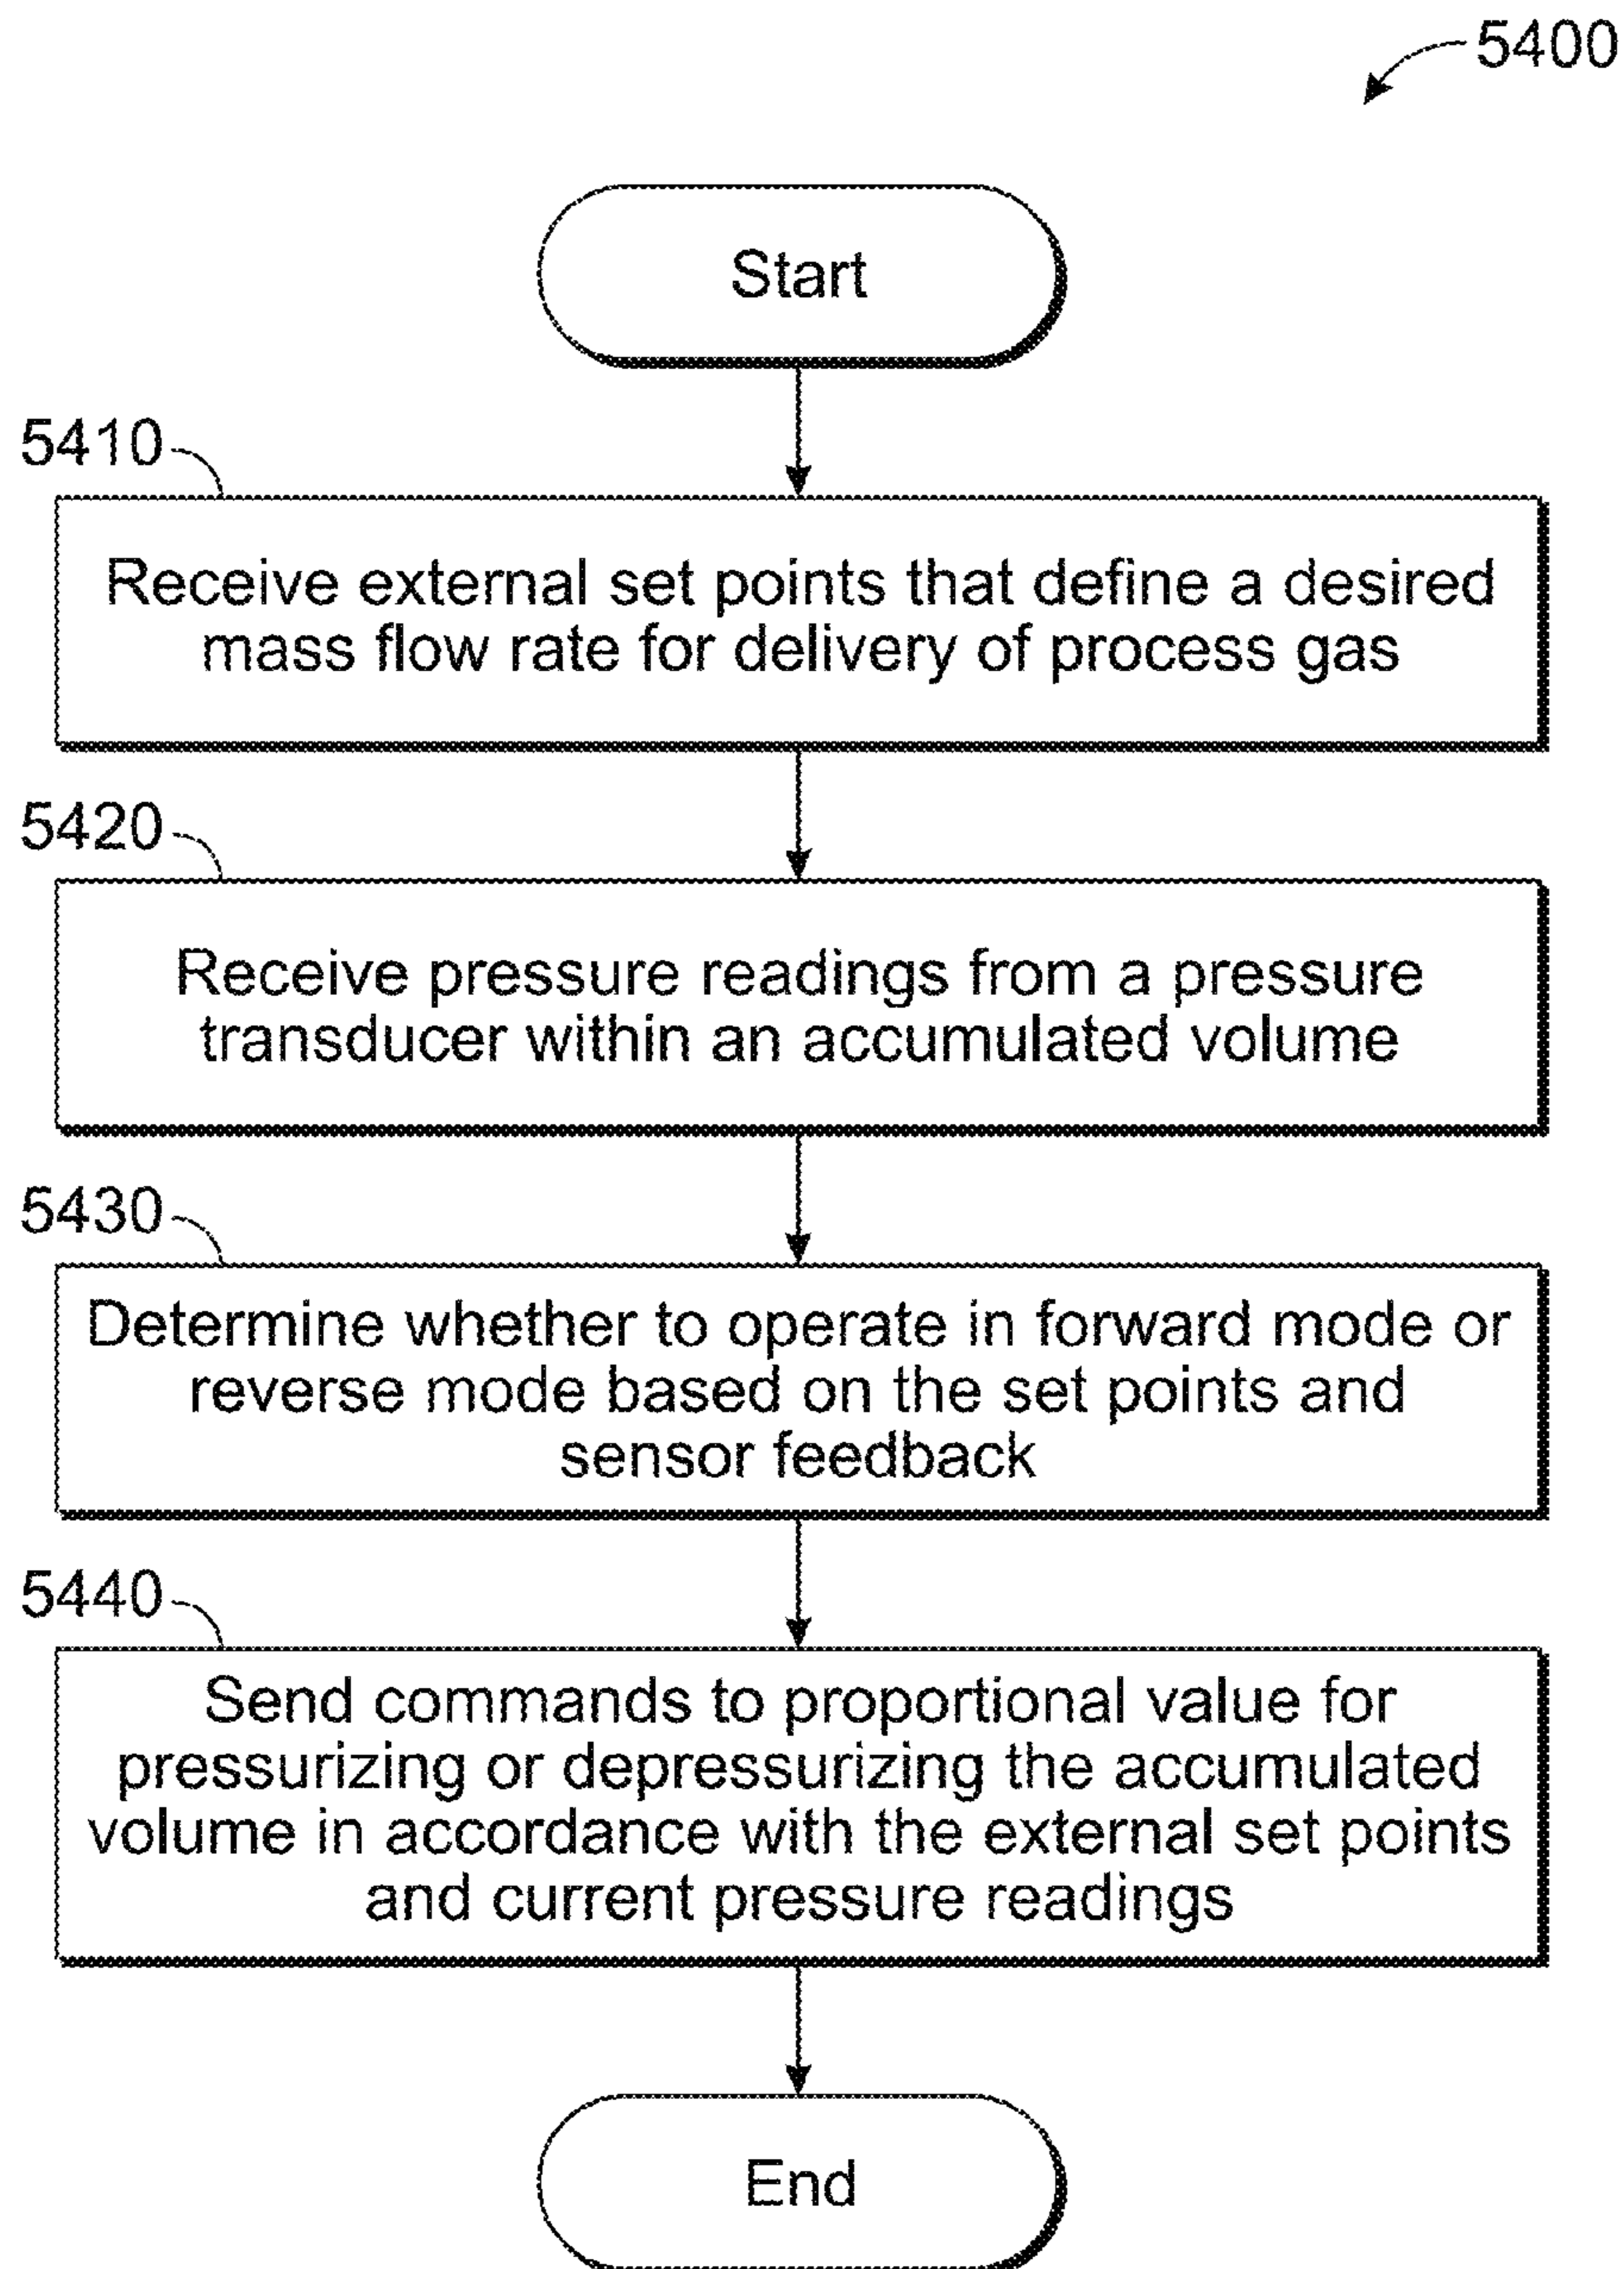 5400
Start
5410
Receive external set points that define a desired
mass flow rate for delivery of process gas
5420
Receive pressure readings from a pressure
transducer within an accumulated volume
5430
Determine whether to operate in forward mode or
reverse mode based on the set points and
sensor feedback
5440
Send commands to proportional value for
pressurizing or depressurizing the accumulated
volume in accordance with the external set points
and current pressure readings
End